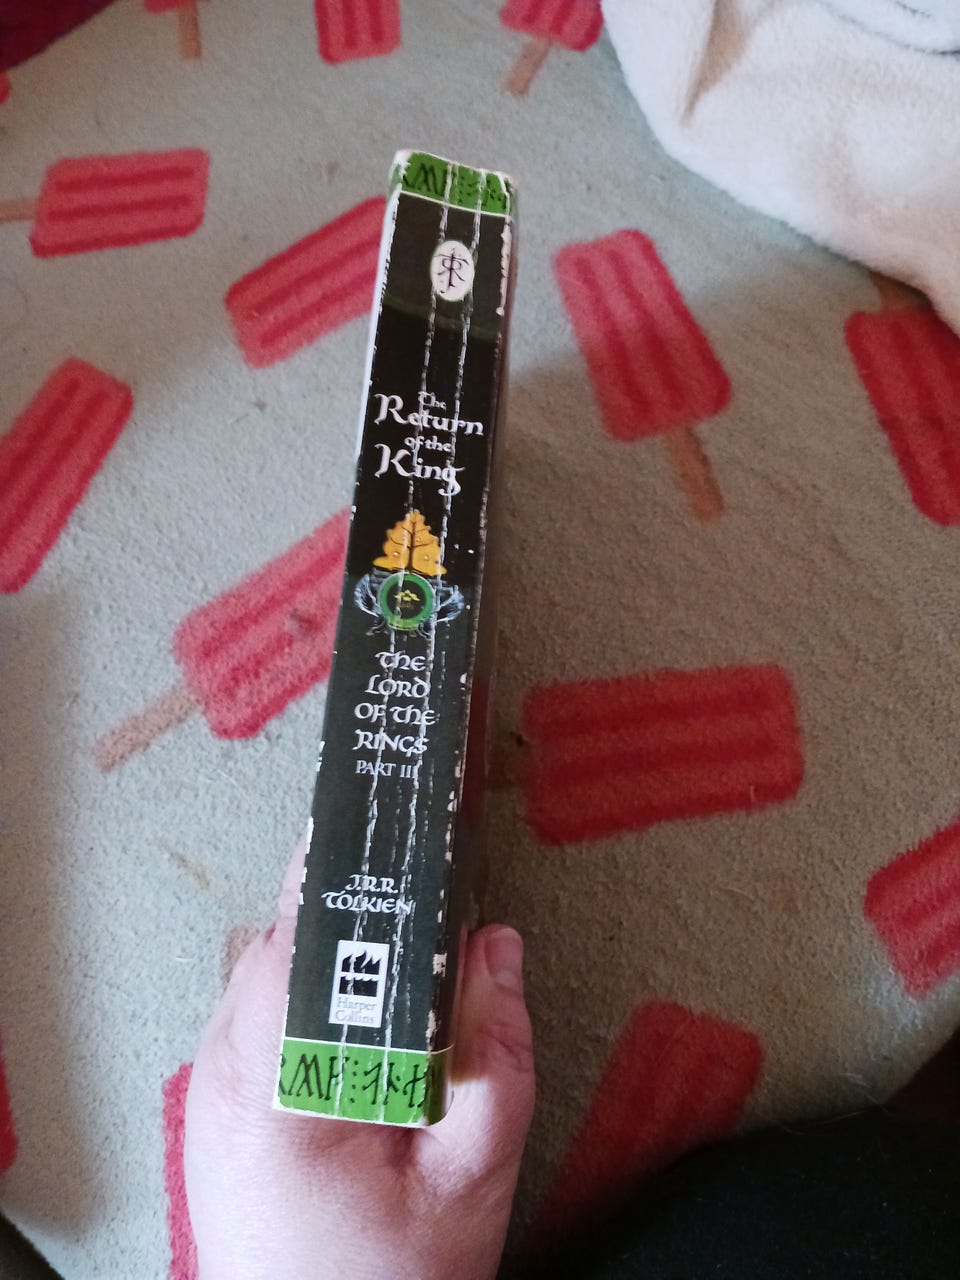 The
Return
of the
King
THE
LORD
OF THE
RINGS
PART III
J.R.R.
TOLKIEN
Harper
Collins